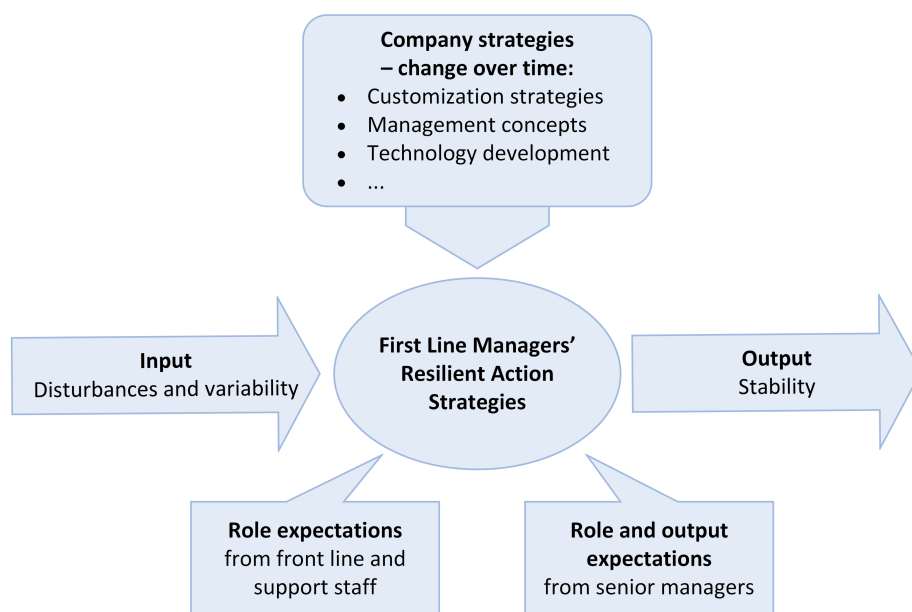 Company strategies
– change over time:
• Customization strategies
• Management concepts
• Technology development
• ...
Input
Disturbances and variability
First Line Managers’
Resilient Action
Strategies
Output
Stability
Role expectations
from front line and
support staff
Role and output
expectations
from senior managers